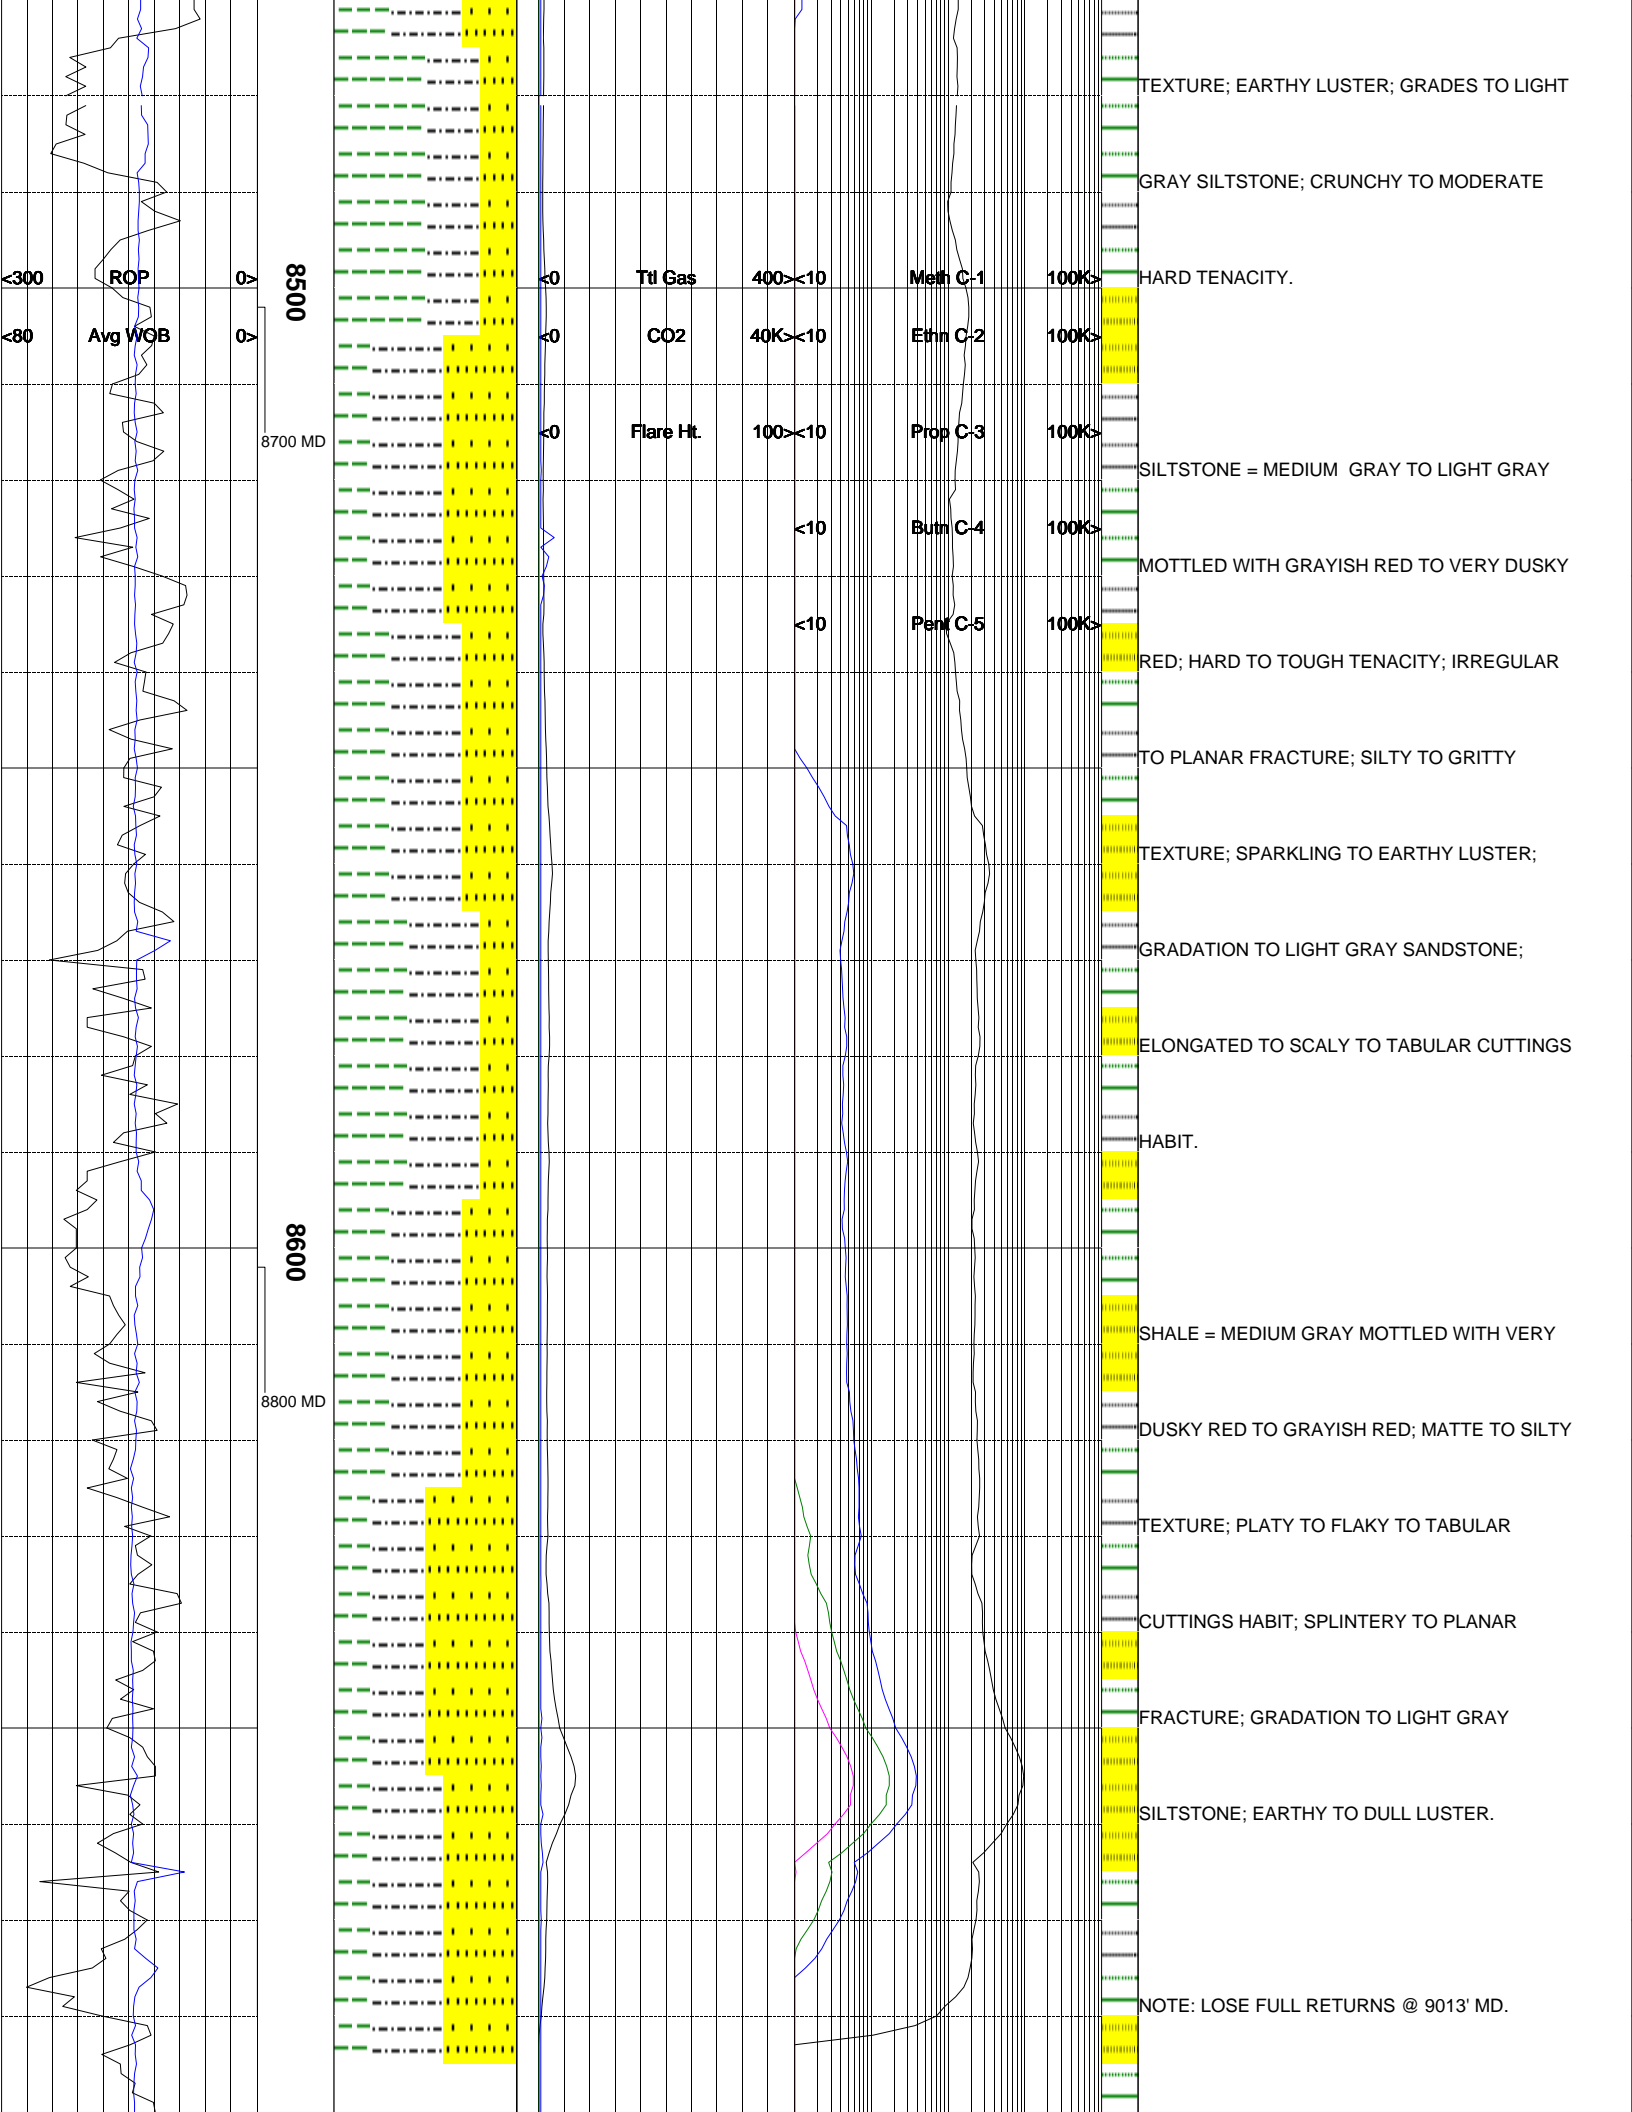 TEXTURE; EARTHY LUSTER; GRADES TO LIGHT
GRAY SILTSTONE; CRUNCHY TO MODERATE
<300 ROP 0> 8500 <0 Ttl Gas 400> <10 Meth C-1 100K> HARD TENACITY.
<80 Avg WOB 0> <0 CO2 40K> <10 Ethn C-2 100K>
8700 MD <0 Flare Ht. 100> <10 Prop C-3 100K>
SILTSTONE = MEDIUM GRAY TO LIGHT GRAY
<10 Butn C-4 100K>
MOTTLED WITH GRAYISH RED TO VERY DUSKY
<10 Pent C-5 100K>
RED; HARD TO TOUGH TENACITY; IRREGULAR
TO PLANAR FRACTURE; SILTY TO GRITTY
TEXTURE; SPARKLING TO EARTHY LUSTER;
GRADATION TO LIGHT GRAY SANDSTONE;
ELONGATED TO SCALY TO TABULAR CUTTINGS
HABIT.
8600
SHALE = MEDIUM GRAY MOTTLED WITH VERY
8800 MD
DUSKY RED TO GRAYISH RED; MATTE TO SILTY
TEXTURE; PLATY TO FLAKY TO TABULAR
CUTTINGS HABIT; SPLINTERY TO PLANAR
FRACTURE; GRADATION TO LIGHT GRAY
SILTSTONE; EARTHY TO DULL LUSTER.
NOTE: LOSE FULL RETURNS @ 9013' MD.